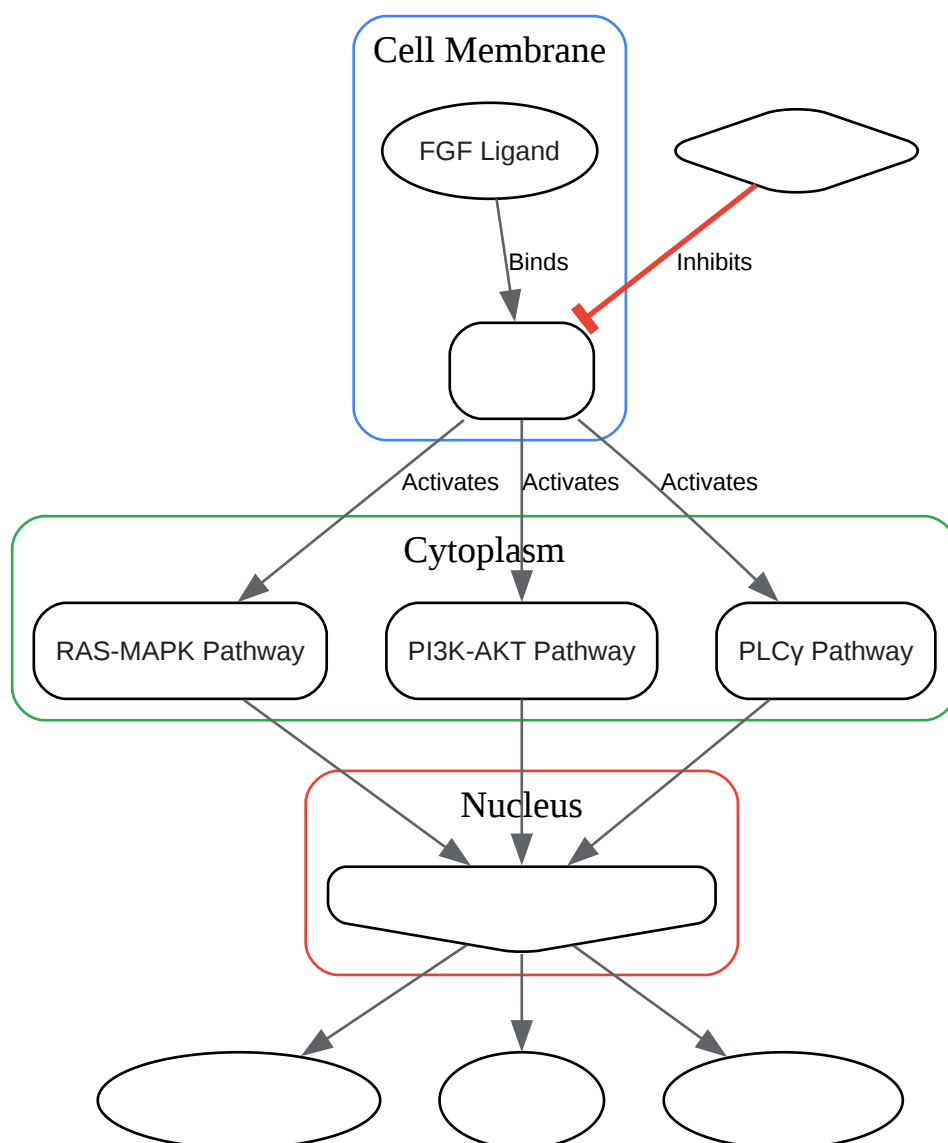 Cell Membrane
FGF Ligand
Binds
Inhibits
Activates
Activates
Activates
Cytoplasm
RAS-MAPK Pathway
PI3K-AKT Pathway
PLCγ Pathway
Nucleus